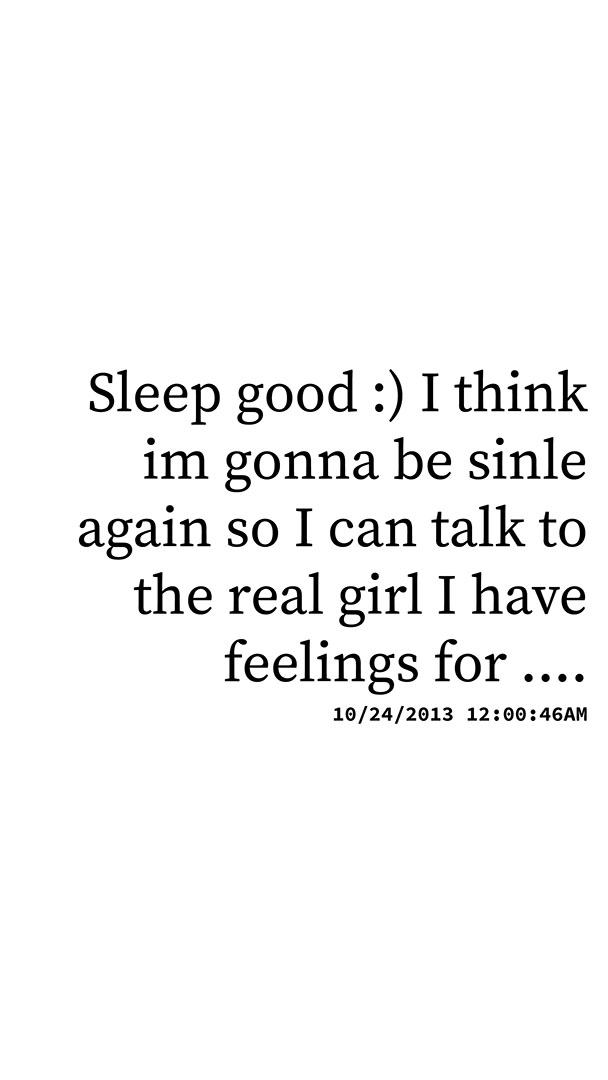 Sleep good :) I think
im gonna be sinle
again so I can talk to
the real girl I have
feelings for ....
10/24/2013 12:00:46AM